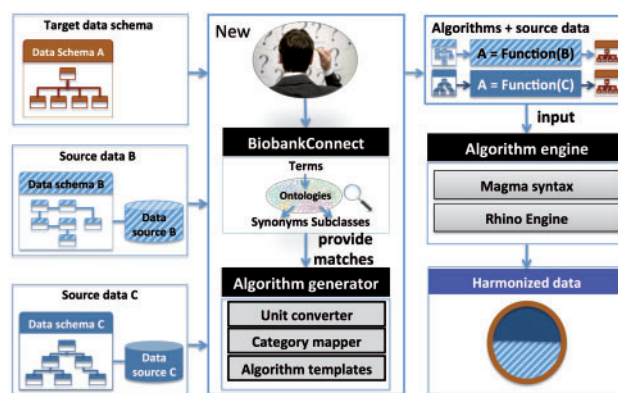 Target data schema
Data Schema A
Source data B
Data schema B
Data
source B
Source data C
Data schema C
Data
source C
New
BiobankConnect
Terms
Ontologies
Synonyms Subclasses
provide
matches
Algorithm generator
Unit converter
Category mapper
Algorithm templates
Algorithms + source data
A = Function(B)
A = Function(C)
input
Algorithm engine
Magma syntax
Rhino Engine
Harmonized data